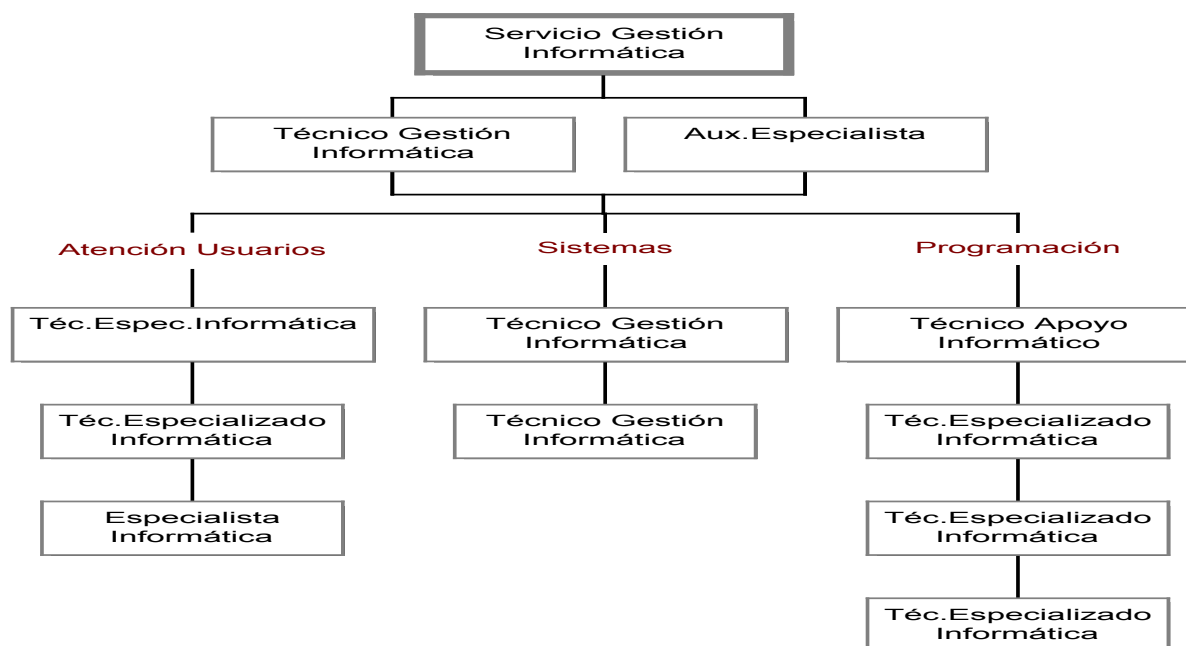 Servicio Gestión
Informática
Técnico Gestión
Informática
Aux.Especialista
Atención Usuarios
Sistemas
Programación
Téc.Espec.Informática
Técnico Gestión
Informática
Técnico Apoyo
Informático
Téc.Especializado
Informática
Técnico Gestión
Informática
Téc.Especializado
Informática
Especialista
Informática
Téc.Especializado
Informática
Téc.Especializado
Informática